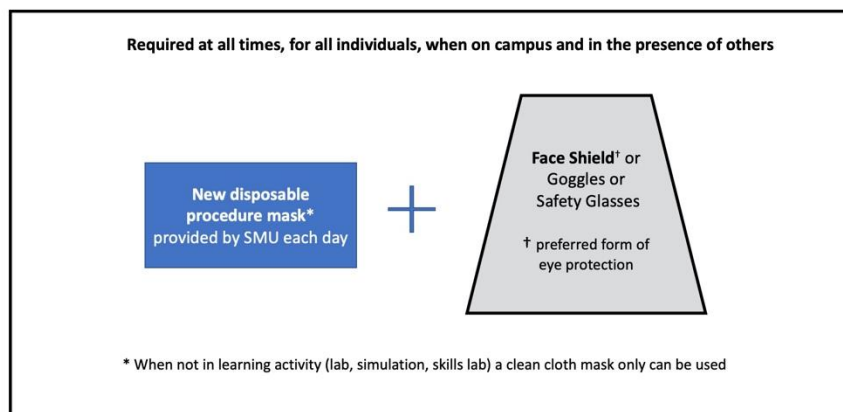 Required at all times, for all individuals, when on campus and in the presence of others
New disposable
procedure mask*
provided by SMU each day
Face Shield† or
Goggles or
Safety Glasses
† preferred form of
eye protection
* When not in learning activity (lab, simulation, skills lab) a clean cloth mask only can be used